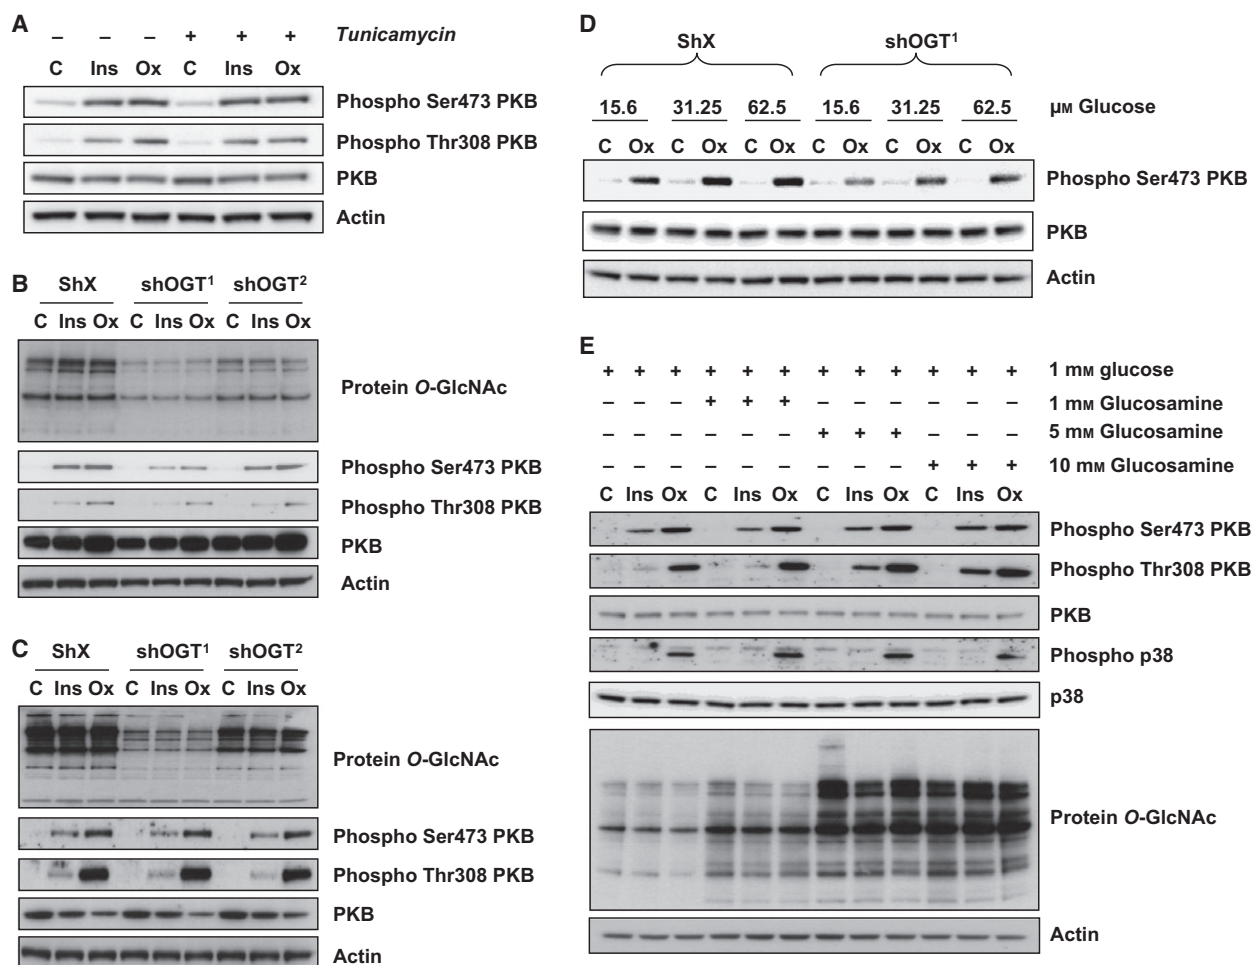 A
– – – + + + Tunicamycin
C Ins Ox C Ins Ox
Phospho Ser473 PKB
Phospho Thr308 PKB
PKB
Actin
B
ShX shOGT¹ shOGT²
C Ins Ox C Ins Ox C Ins Ox
Protein O-GlcNAc
Phospho Ser473 PKB
Phospho Thr308 PKB
PKB
Actin
C
ShX shOGT¹ shOGT²
C Ins Ox C Ins Ox C Ins Ox
Protein O-GlcNAc
Phospho Ser473 PKB
Phospho Thr308 PKB
PKB
Actin
D
ShX shOGT¹
15.6 31.25 62.5 15.6 31.25 62.5 µM Glucose
C Ox C Ox C Ox C Ox C Ox C Ox
Phospho Ser473 PKB
PKB
Actin
E
+ + + + + + + + + + + + 1 mM glucose
– – – + + + – – – – – – 1 mM Glucosamine
– – – – – – + + + – – – 5 mM Glucosamine
– – – – – – – – – + + + 10 mM Glucosamine
C Ins Ox C Ins Ox C Ins Ox C Ins Ox
Phospho Ser473 PKB
Phospho Thr308 PKB
PKB
Phospho p38
p38
Protein O-GlcNAc
Actin